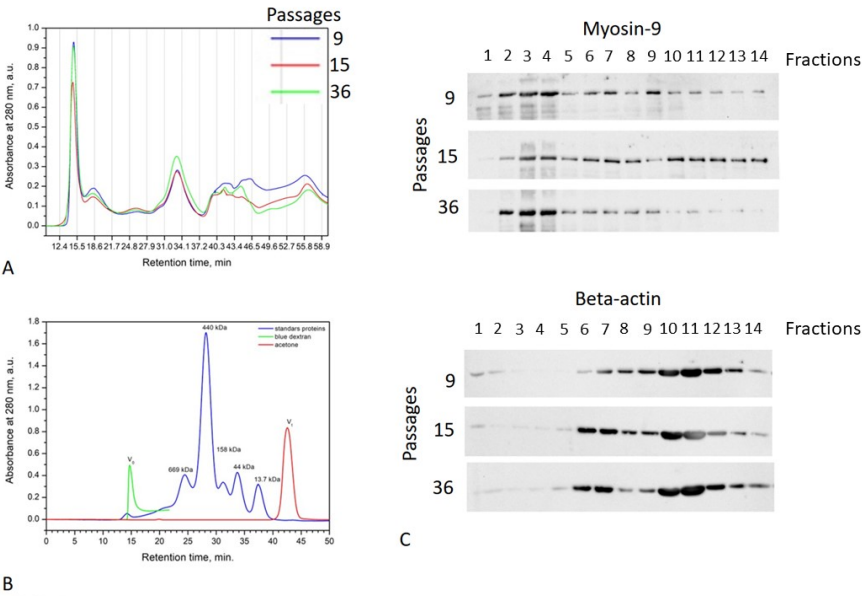 Passages
9
15
36
1.0
0.9
0.8
0.7
0.6
0.5
0.4
0.3
0.2
0.1
0.0
Absorbance at 280 nm, a.u.
12.4 15.5 18.6 21.7 24.8 27.9 31.0 34.1 37.2 40.3 43.4 46.5 49.6 52.7 55.8 58.9
Retention time, min
A
1.8
1.6
1.4
1.2
1.0
0.8
0.6
0.4
0.2
0.0
Absorbance at 280 nm, a.u.
440 kDa
standars proteins
blue dextran
acetone
V0
669 kDa
158 kDa
44 kDa
13.7 kDa
0 5 10 15 20 25 30 35 40 45 50
Retention time, min.
B
Myosin-9
1 2 3 4 5 6 7 8 9 10 11 12 13 14 Fractions
Passages
9
15
36
Beta-actin
1 2 3 4 5 6 7 8 9 10 11 12 13 14 Fractions
Passages
9
15
36
C